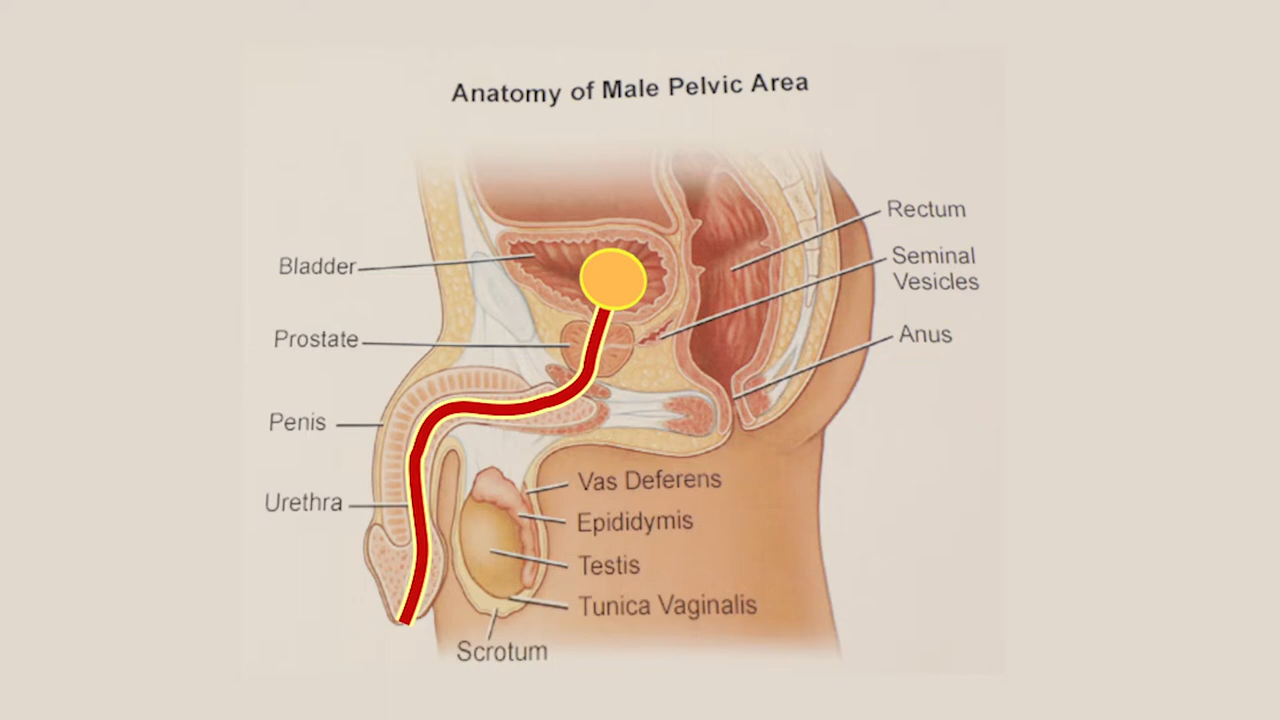 Anatomy of Male Pelvic Area
Bladder
Prostate
Penis
Urethra
Rectum
Seminal
Vesicles
Anus
Vas Deferens
Epididymis
Testis
Tunica Vaginalis
Scrotum